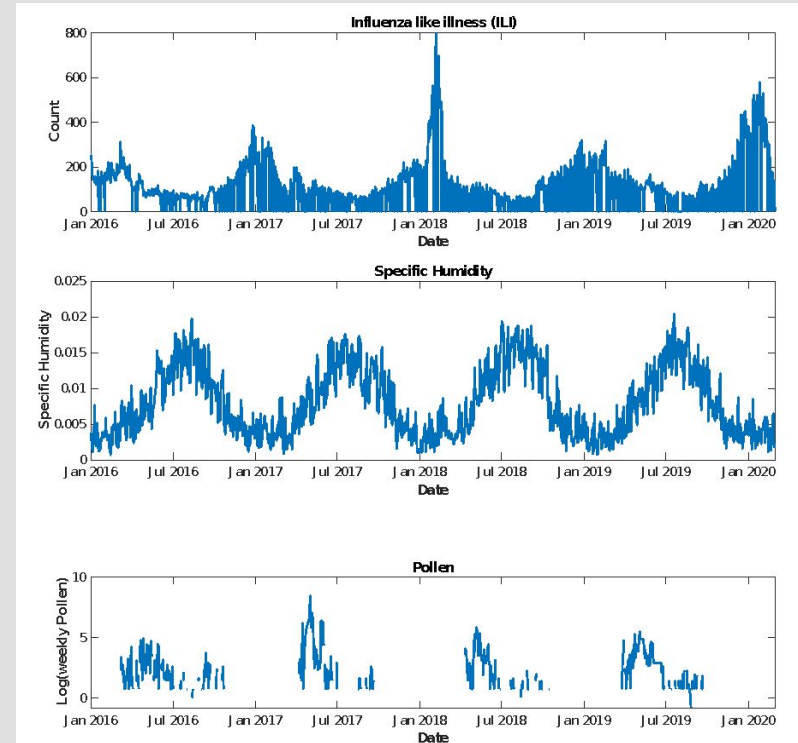 Influenza like illness (ILI)
800
600
400
200
0
Count
Jan 2016 Jul 2016 Jan 2017 Jul 2017 Jan 2018 Jul 2018 Jan 2019 Jul 2019 Jan 2020
Date
Specific Humidity
0.025
0.02
0.015
0.01
0.005
0
Specific Humidity
Jan 2016 Jul 2016 Jan 2017 Jul 2017 Jan 2018 Jul 2018 Jan 2019 Jul 2019 Jan 2020
Date
Pollen
10
5
0
Log(weekly Pollen)
Jan 2016 Jul 2016 Jan 2017 Jul 2017 Jan 2018 Jul 2018 Jan 2019 Jul 2019 Jan 2020
Date